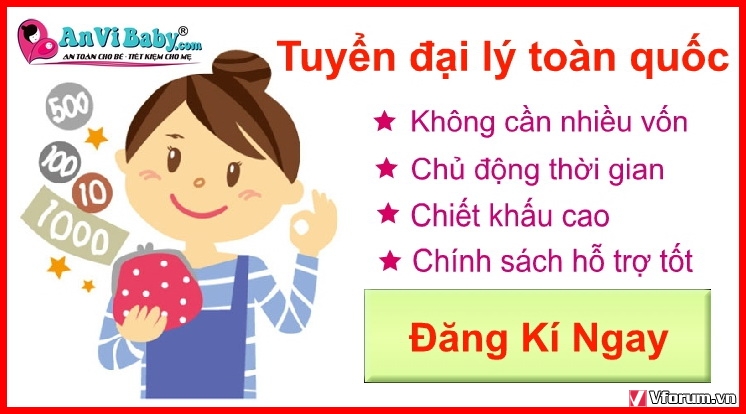 AnViBaby.com®
AN TOÀN CHO BÉ - TIẾT KIỆM CHO MẸ
Tuyển đại lý toàn quốc
500
100
10
1000
★ Không cần nhiều vốn
★ Chủ động thời gian
★ Chiết khấu cao
★ Chính sách hỗ trợ tốt
Đăng Kí Ngay
Vforum.vn